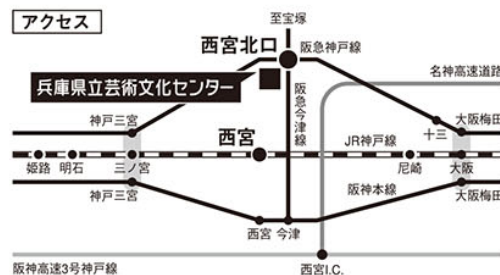 アクセス
至宝塚
西宮北口
阪急神戸線
兵庫県立芸術文化センター
名神高速道路
阪急今津線
神戸三宮
十三
大阪梅田
西宮
JR神戸線
姫路
明石
三ノ宮
尼崎
大阪
神戸三宮
阪神本線
大阪梅田
西宮
今津
阪神高速3号神戸線
西宮I.C.